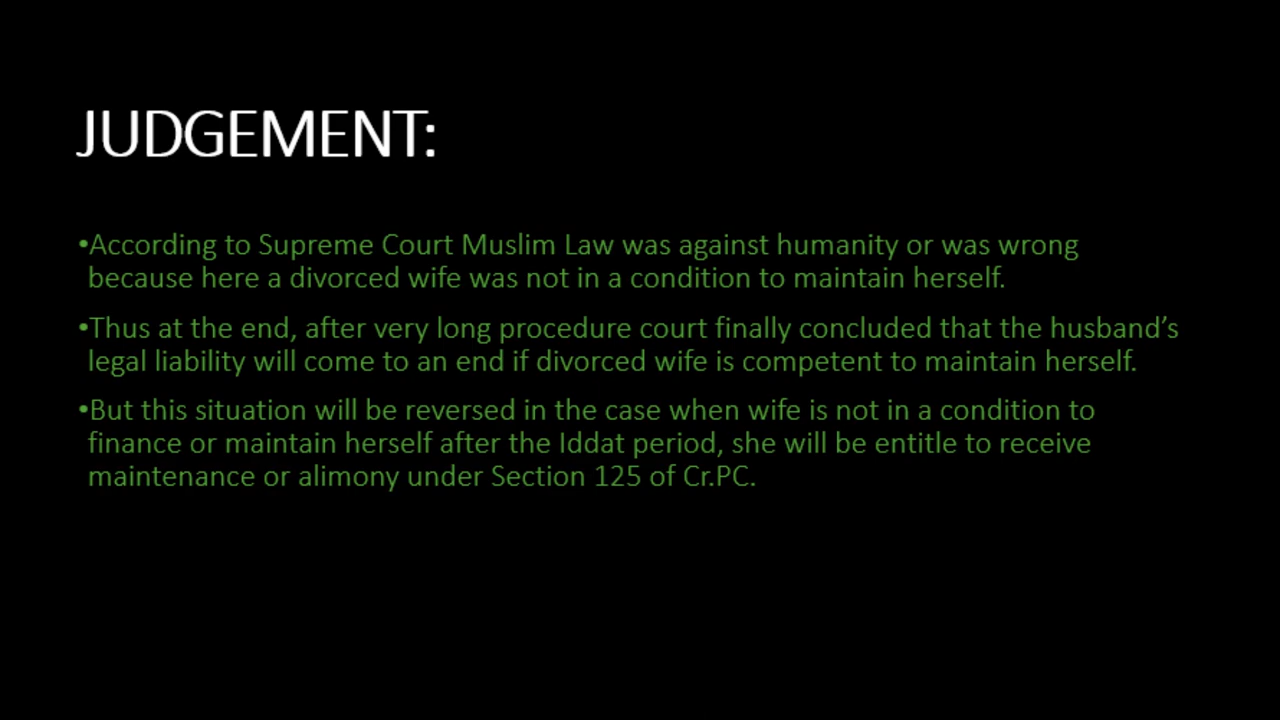 JUDGEMENT:
•According to Supreme Court Muslim Law was against humanity or was wrong
because here a divorced wife was not in a condition to maintain herself.
•Thus at the end, after very long procedure court finally concluded that the husband’s
legal liability will come to an end if divorced wife is competent to maintain herself.
•But this situation will be reversed in the case when wife is not in a condition to
finance or maintain herself after the Iddat period, she will be entitle to receive
maintenance or alimony under Section 125 of Cr.PC.